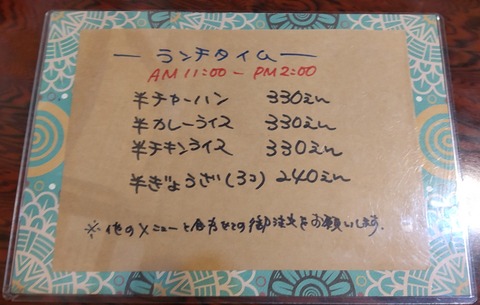 ー ランチタイム ー
AM 11:00 - PM 2:00
半チャーハン 330えん
半カレーライス 330えん
半チキンライス 330えん
半ぎょうざ(3コ) 240えん
※他のメニューと合わせての御注文をお願いします。